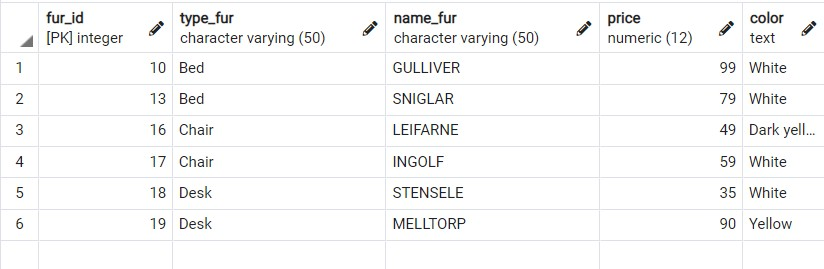 fur_id type_fur name_fur price color
[PK] integer character varying (50) character varying (50) numeric (12) text
1 10 Bed GULLIVER 99 White
2 13 Bed SNIGLAR 79 White
3 16 Chair LEIFARNE 49 Dark yell...
4 17 Chair INGOLF 59 White
5 18 Desk STENSELE 35 White
6 19 Desk MELLTORP 90 Yellow